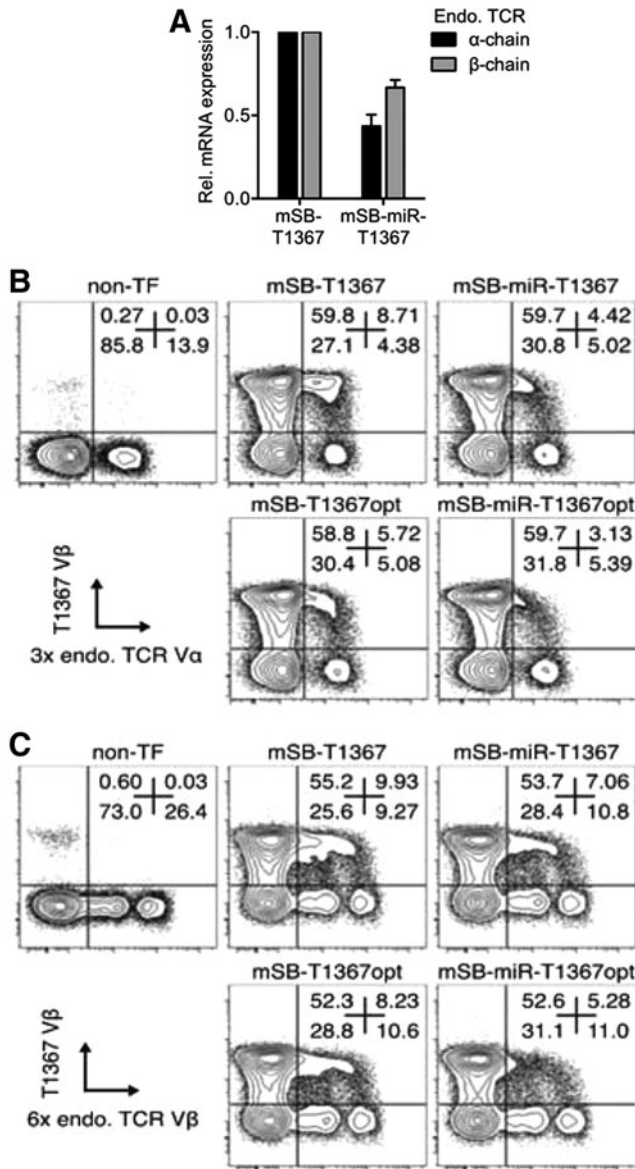 A
Endo. TCR
α-chain
β-chain
Rel. mRNA expression
1.0
0.5
0.0
mSB-
T1367
mSB-miR-
T1367
B
non-TF
0.27 0.03
85.8 13.9
mSB-T1367
59.8 8.71
27.1 4.38
mSB-miR-T1367
59.7 4.42
30.8 5.02
mSB-T1367opt
58.8 5.72
30.4 5.08
mSB-miR-T1367opt
59.7 3.13
31.8 5.39
T1367 Vβ
3x endo. TCR Vα
C
non-TF
0.60 0.03
73.0 26.4
mSB-T1367
55.2 9.93
25.6 9.27
mSB-miR-T1367
53.7 7.06
28.4 10.8
mSB-T1367opt
52.3 8.23
28.8 10.6
mSB-miR-T1367opt
52.6 5.28
31.1 11.0
T1367 Vβ
6x endo. TCR Vβ